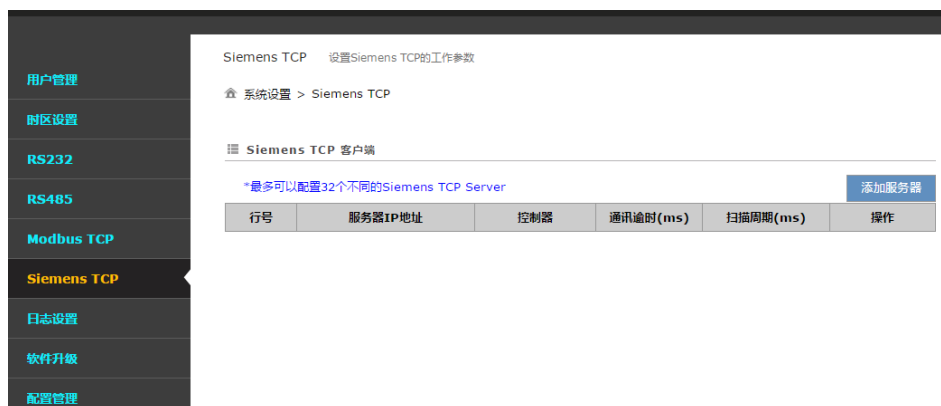 用户管理
时区设置
RS232
RS485
Modbus TCP
Siemens TCP
日志设置
软件升级
配置管理
Siemens TCP 设置Siemens TCP的工作参数
系统设置 > Siemens TCP
Siemens TCP 客户端
*最多可以配置32个不同的Siemens TCP Server 添加服务器
行号 服务器IP地址 控制器 通讯逾时(ms) 扫描周期(ms) 操作